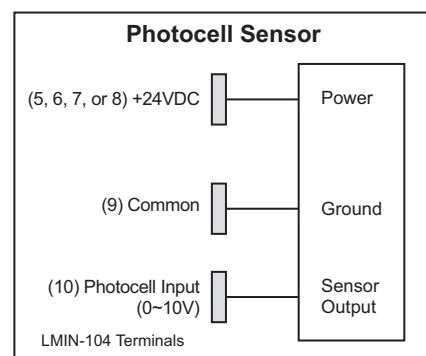 Photocell Sensor
(5, 6, 7, or 8) +24VDC
Power
(9) Common
Ground
(10) Photocell Input
(0~10V)
Sensor
Output
LMIN-104 Terminals